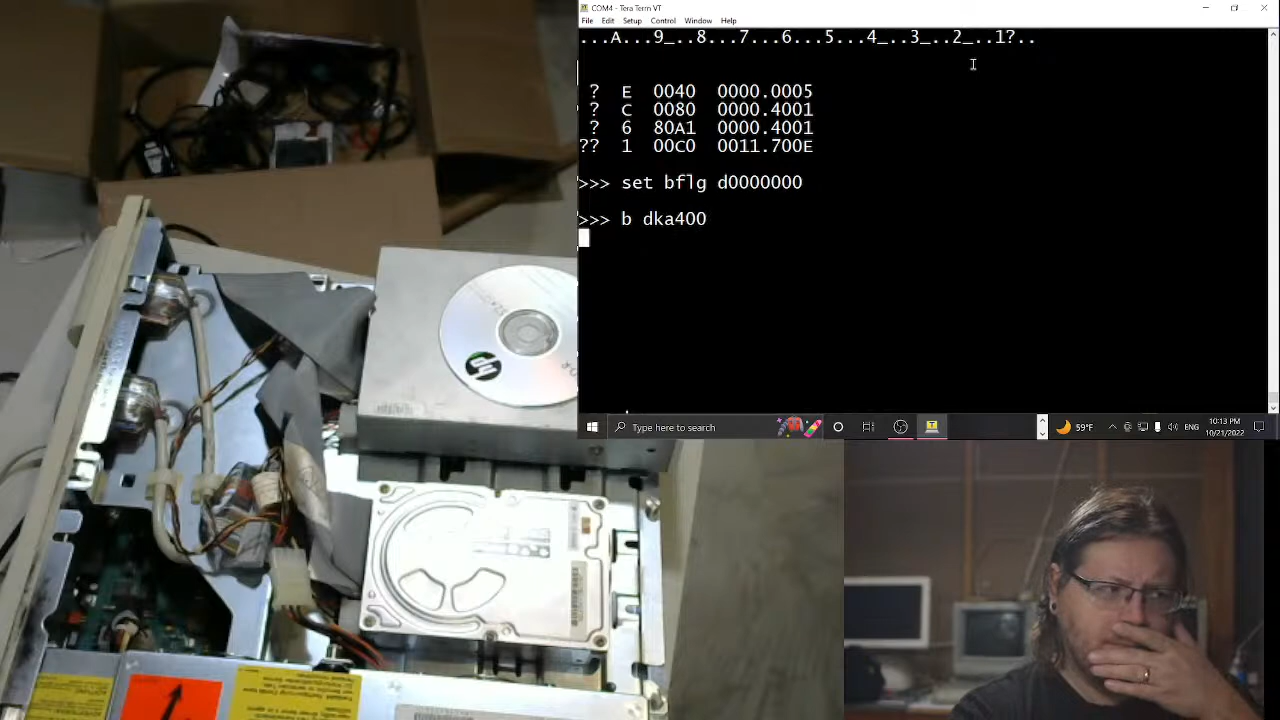 COM4 - Tera Term VT
File Edit Setup Control Window Help
...A...9_..8...7...6...5...4_..3_..2_..1?..
? E 0040 0000.0005
? C 0080 0000.4001
? 6 80A1 0000.4001
?? 1 00C0 0011.700E
>>> set bflg d0000000
>>> b dka400
Type here to search
59°F
ENG
10:13 PM
10/21/2022
hp